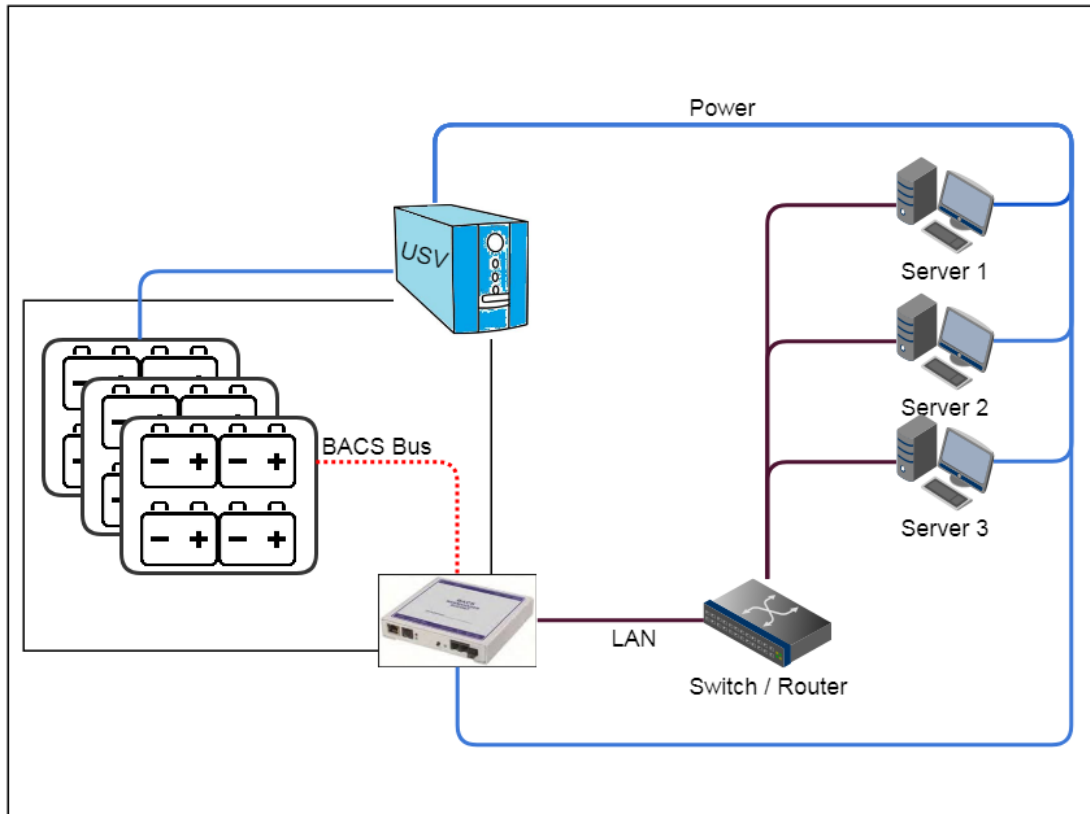 Power
USV
Server 1
Server 2
BACS Bus
Server 3
LAN
Switch / Router